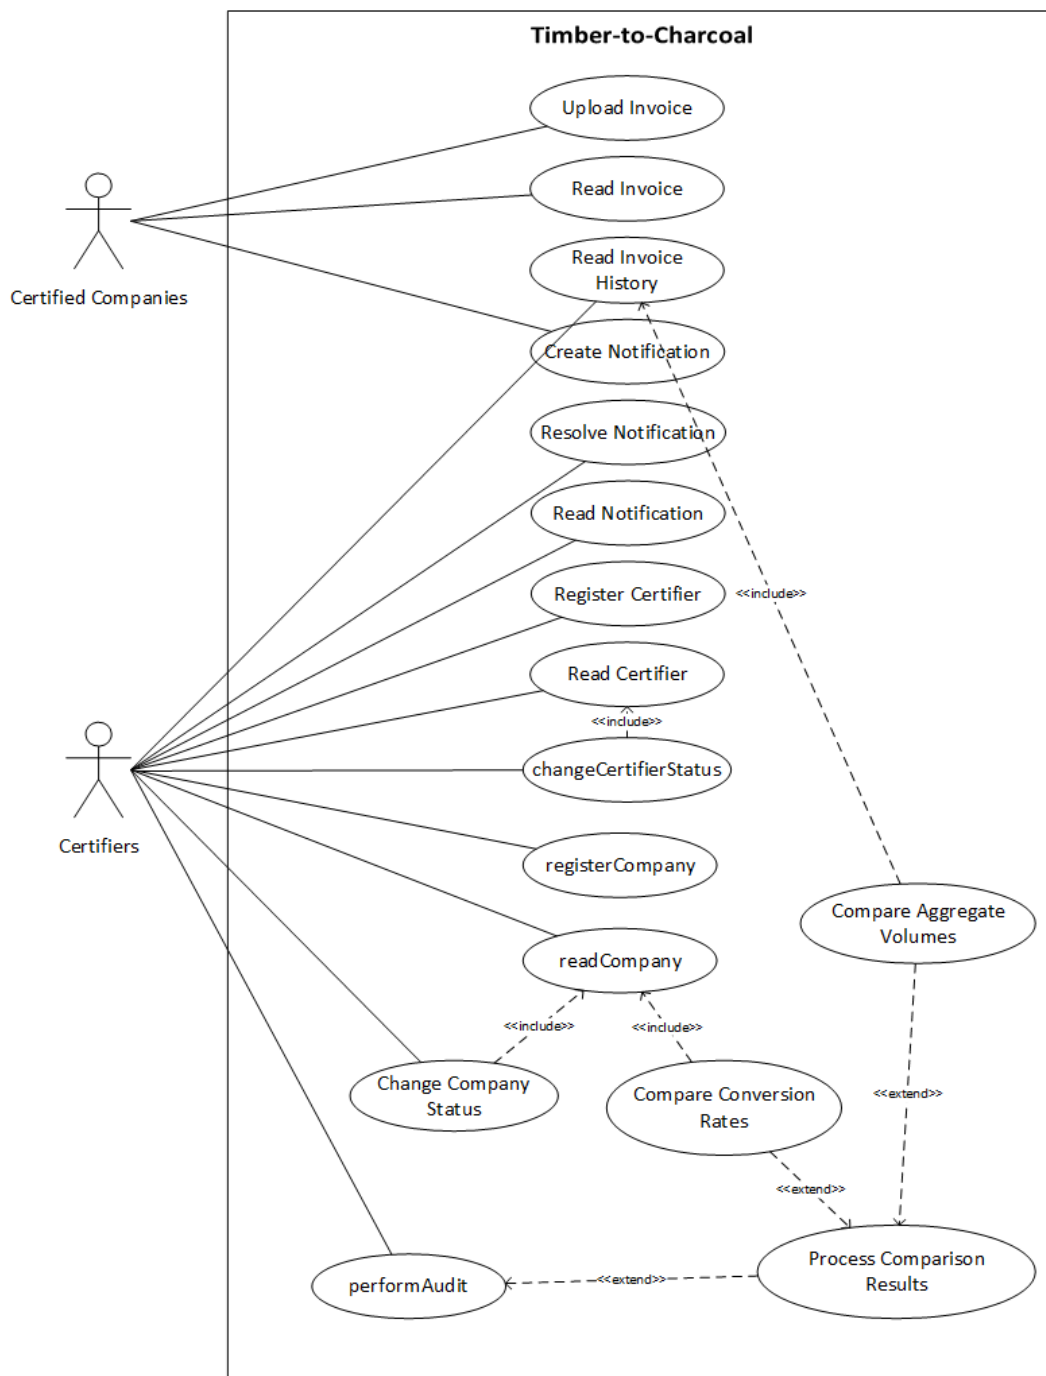 Timber-to-Charcoal
Upload Invoice
Read Invoice
Read Invoice
History
Certified Companies
Create Notification
Resolve Notification
Read Notification
Register Certifier
<<include>>
Read Certifier
<<include>>
changeCertifierStatus
Certifiers
registerCompany
Compare Aggregate
Volumes
readCompany
<<include>>
<<include>>
Change Company
Status
Compare Conversion
Rates
<<extend>>
<<extend>>
Process Comparison
Results
<<extend>>
performAudit